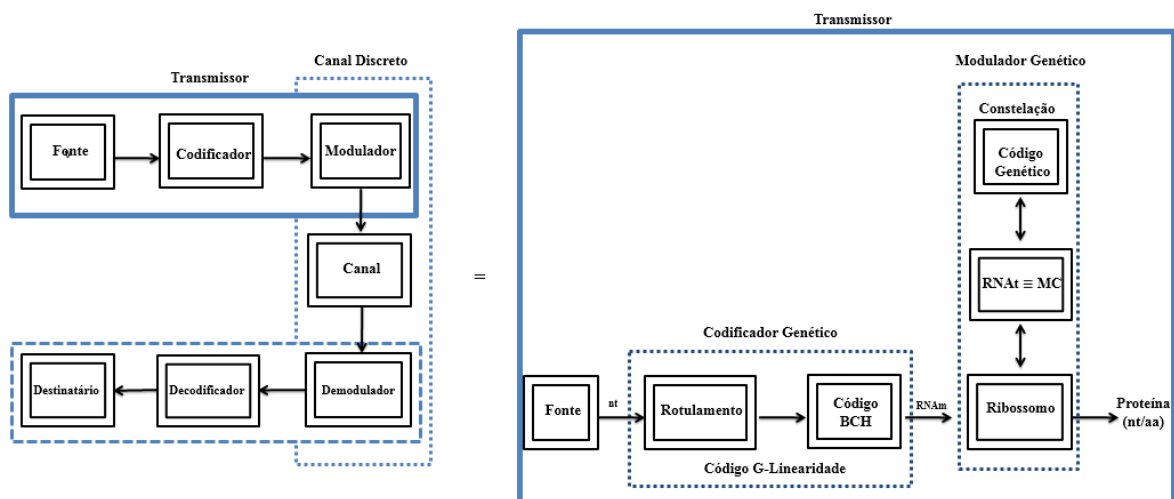 Transmissor
Canal Discreto
Transmissor
Fonte
Codificador
Modulador
Canal
Destinatário
Decodificador
Demodulador
=
Modulador Genético
Constelação
Código
Genético
RNAt ≡ MC
Codificador Genético
Fonte
nt
Rotulamento
Código
BCH
RNAm
Ribossomo
Proteína
(nt/aa)
Código G-Linearidade